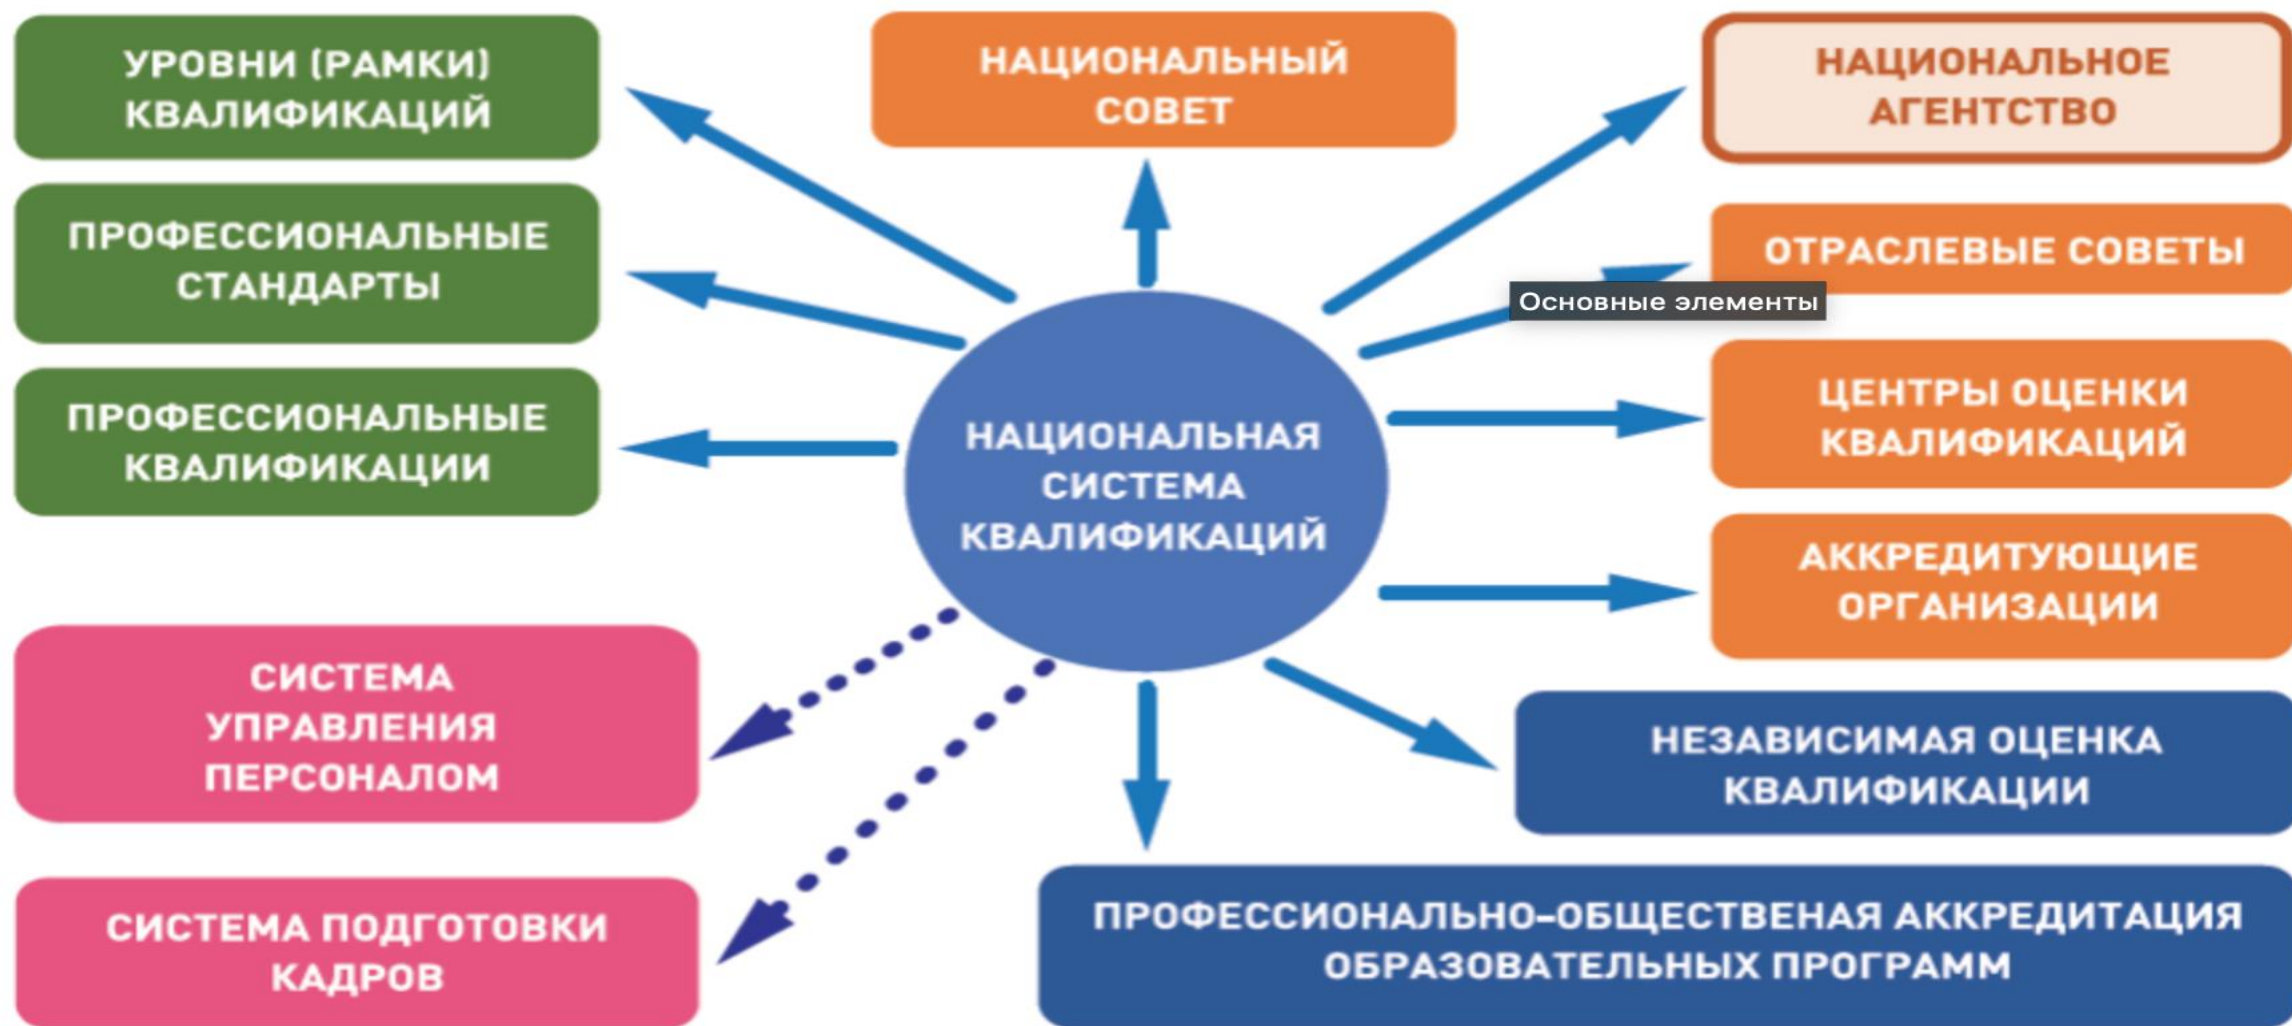 УРОВНИ (РАМКИ)
КВАЛИФИКАЦИЙ
НАЦИОНАЛЬНЫЙ
СОВЕТ
НАЦИОНАЛЬНОЕ
АГЕНТСТВО
ПРОФЕССИОНАЛЬНЫЕ
СТАНДАРТЫ
ОТРАСЛЕВЫЕ СОВЕТЫ
Основные элементы
ПРОФЕССИОНАЛЬНЫЕ
КВАЛИФИКАЦИИ
НАЦИОНАЛЬНАЯ
СИСТЕМА
КВАЛИФИКАЦИЙ
ЦЕНТРЫ ОЦЕНКИ
КВАЛИФИКАЦИЙ
АККРЕДИТУЮЩИЕ
ОРГАНИЗАЦИИ
СИСТЕМА
УПРАВЛЕНИЯ
ПЕРСОНАЛОМ
НЕЗАВИСИМАЯ ОЦЕНКА
КВАЛИФИКАЦИИ
СИСТЕМА ПОДГОТОВКИ
КАДРОВ
ПРОФЕССИОНАЛЬНО-ОБЩЕСТВЕНАЯ АККРЕДИТАЦИЯ
ОБРАЗОВАТЕЛЬНЫХ ПРОГРАММ